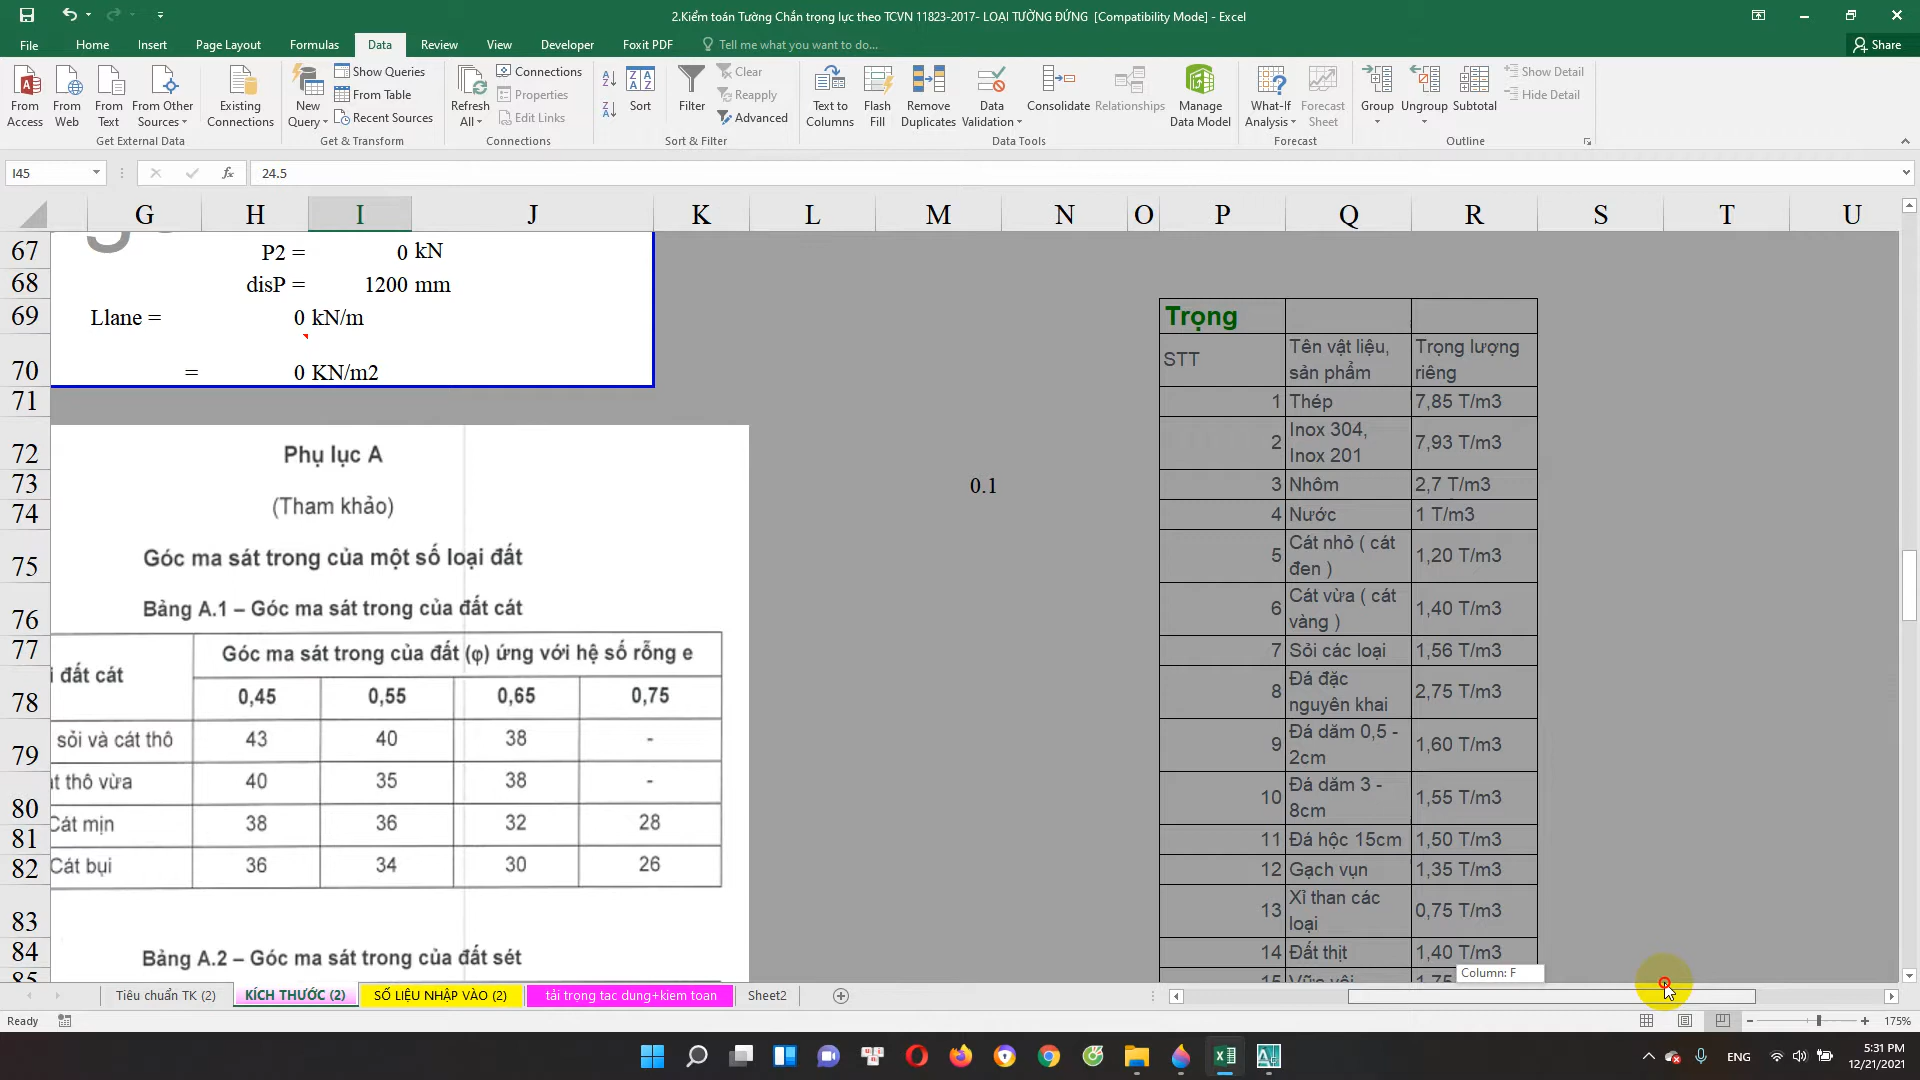 2.Kiểm toán Tường Chắn trọng lực theo TCVN 11823-2017- LOẠI TƯỜNG ĐỨNG [Compatibility Mode] - Excel
File Home Insert Page Layout Formulas Data Review View Developer Foxit PDF Tell me what you want to do... Share
From Access
From Web
From Text
From Other Sources
Existing Connections
Get External Data
New Query
Show Queries
From Table
Recent Sources
Get & Transform
Refresh All
Connections
Properties
Edit Links
Connections
Sort
Filter
Clear
Reapply
Advanced
Sort & Filter
Text to Columns
Flash Fill
Remove Duplicates
Data Validation
Consolidate
Relationships
Manage Data Model
Data Tools
What-If Analysis
Forecast Sheet
Forecast
Group
Ungroup
Subtotal
Show Detail
Hide Detail
Outline
I45 fx 24.5
G H I J K L M N O P Q R S T U
67 P2 = 0 kN
68 disP = 1200 mm
69 Llane = 0 kN/m
70 = 0 KN/m2
71
72
73
74
75
76
77
78
79
80
81
82
83
84
85
Phụ lục A
(Tham khảo)
Góc ma sát trong của một số loại đất
Bảng A.1 – Góc ma sát trong của đất cát
i đất cát
Góc ma sát trong của đất (φ) ứng với hệ số rỗng e
0,45 0,55 0,65 0,75
sỏi và cát thô 43 40 38 -
át thô vừa 40 35 38 -
Cát mịn 38 36 32 28
Cát bụi 36 34 30 26
Bảng A.2 – Góc ma sát trong của đất sét
0.1
Trọng
STT Tên vật liệu, sản phẩm Trọng lượng riêng
1 Thép 7,85 T/m3
2 Inox 304, Inox 201 7,93 T/m3
3 Nhôm 2,7 T/m3
4 Nước 1 T/m3
5 Cát nhỏ ( cát đen ) 1,20 T/m3
6 Cát vừa ( cát vàng ) 1,40 T/m3
7 Sỏi các loại 1,56 T/m3
8 Đá đặc nguyên khai 2,75 T/m3
9 Đá dăm 0,5 - 2cm 1,60 T/m3
10 Đá dăm 3 - 8cm 1,55 T/m3
11 Đá hộc 15cm 1,50 T/m3
12 Gạch vụn 1,35 T/m3
13 Xỉ than các loại 0,75 T/m3
14 Đất thịt 1,40 T/m3
15 Vữa vôi 1,75
Column: F
Tiêu chuẩn TK (2) KÍCH THƯỚC (2) SỐ LIỆU NHẬP VÀO (2) tải trọng tac dung+kiem toan Sheet2
Ready 175%
ENG
5:31 PM
12/21/2021